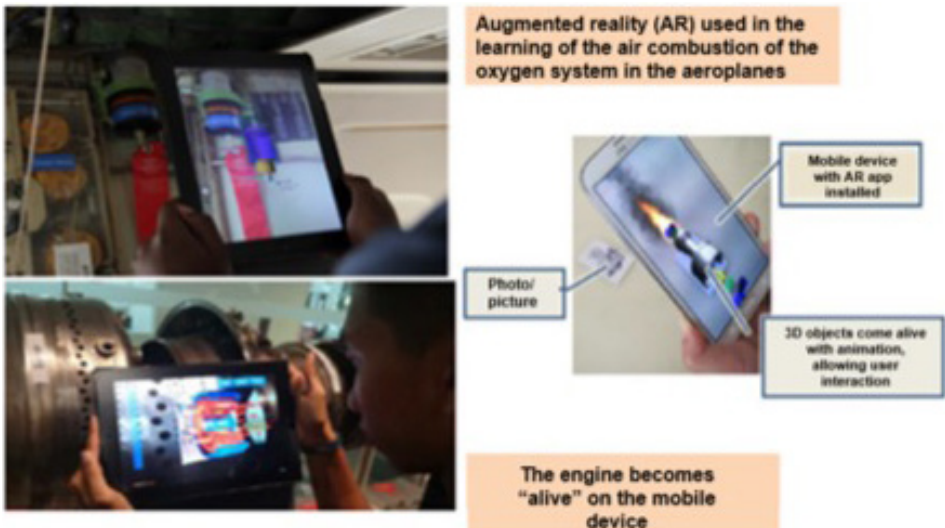 Augmented reality (AR) used in the
learning of the air combustion of the
oxygen system in the aeroplanes
Mobile device
with AR app
installed
Photo/
picture
3D objects come alive
with animation,
allowing user
interaction
The engine becomes
“alive” on the mobile
device